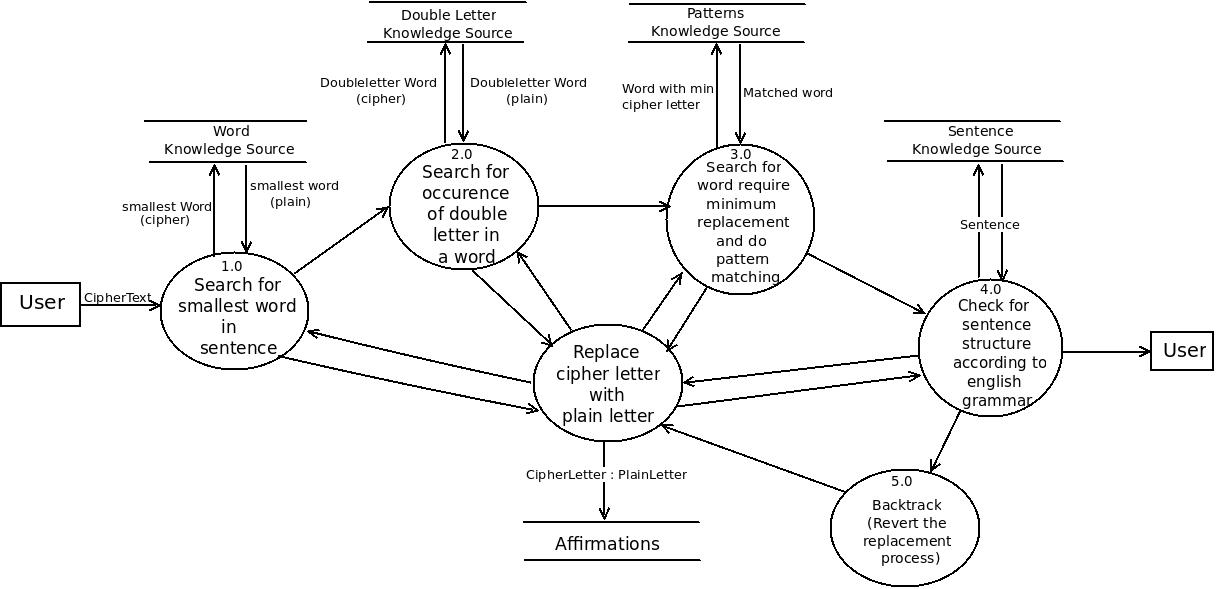 Double Letter
Knowledge Source
Patterns
Knowledge Source
Doubleletter Word
(cipher)
Doubleletter Word
(plain)
Word with min
cipher letter
Matched word
Word
Knowledge Source
Sentence
Knowledge Source
smallest Word
(cipher)
smallest word
(plain)
2.0
Search for
occurence
of double
letter in
a word
3.0
Search for
word require
minimum
replacement
and do
pattern
matching
Sentence
User
CipherText
1.0
Search for
smallest word
in
sentence
Replace
cipher letter
with
plain letter
4.0
Check for
sentence
structure
according to
english
grammar
User
CipherLetter : PlainLetter
Affirmations
5.0
Backtrack
(Revert the
replacement
process)